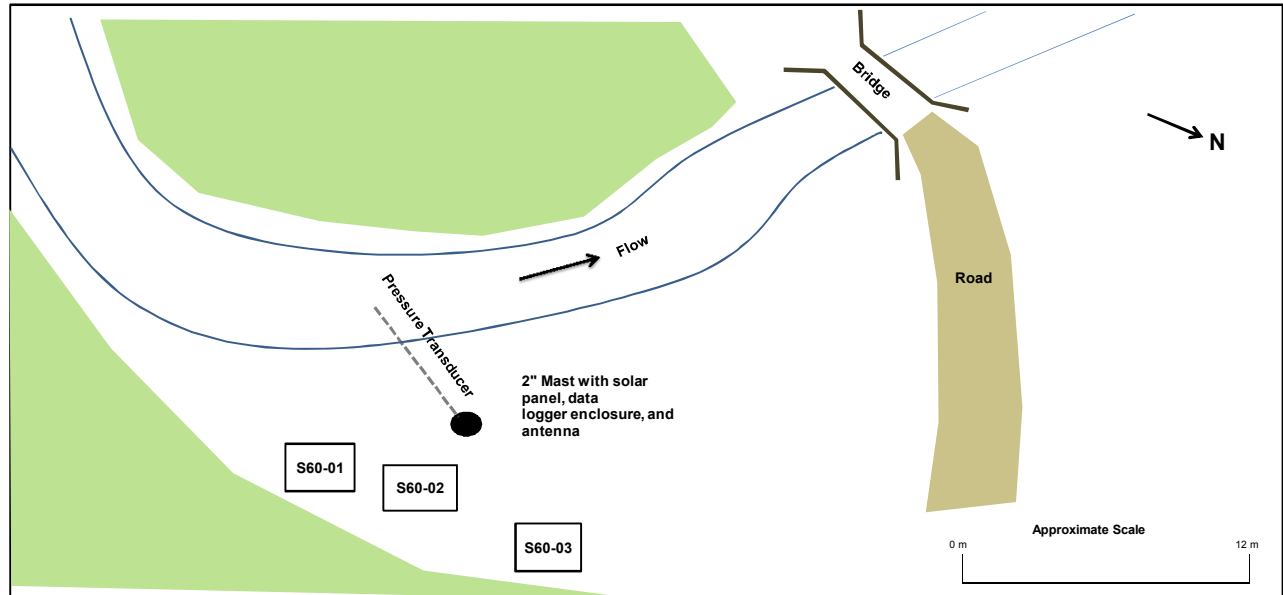 Bridge
N
Flow
Road
Pressure Transducer
2" Mast with solar
panel, data
logger enclosure, and
antenna
S60-01
S60-02
S60-03
Approximate Scale
0 m
12 m